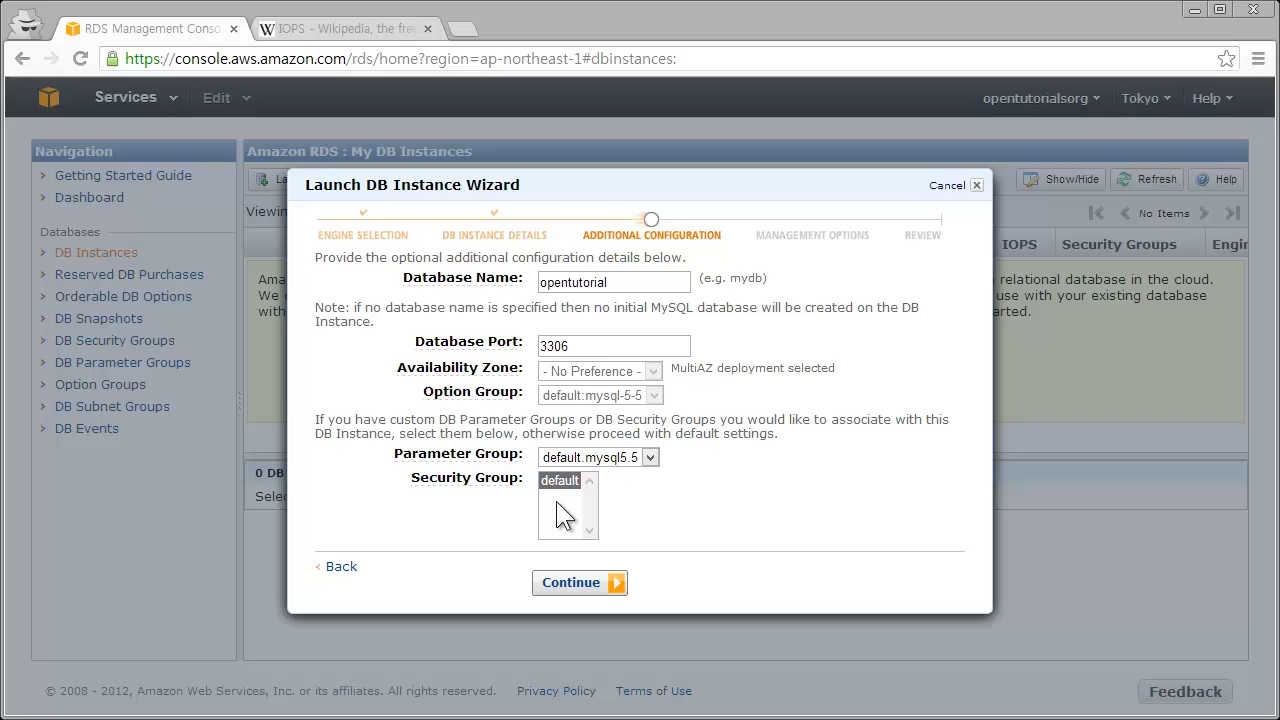 RDS Management Conso
IOPS - Wikipedia, the free
https://console.aws.amazon.com/rds/home?region=ap-northeast-1#dbinstances:
Services Edit opentutorialsorg Tokyo Help
Navigation
Getting Started Guide
Dashboard
Databases
DB Instances
Reserved DB Purchases
Orderable DB Options
DB Snapshots
DB Security Groups
DB Parameter Groups
Option Groups
DB Subnet Groups
DB Events
Amazon RDS : My DB Instances
La Show/Hide Refresh Help
Viewin No Items
IOPS Security Groups Engin
Ama relational database in the cloud.
We c use with your existing database
with arted.
0 DB
Selec
Launch DB Instance Wizard Cancel
ENGINE SELECTION DB INSTANCE DETAILS ADDITIONAL CONFIGURATION MANAGEMENT OPTIONS REVIEW
Provide the optional additional configuration details below.
Database Name: opentutorial (e.g. mydb)
Note: if no database name is specified then no initial MySQL database will be created on the DB
Instance.
Database Port: 3306
Availability Zone: - No Preference - MultiAZ deployment selected
Option Group: default:mysql-5-5
If you have custom DB Parameter Groups or DB Security Groups you would like to associate with this
DB Instance, select them below, otherwise proceed with default settings.
Parameter Group: default.mysql5.5
Security Group: default
Back
Continue
© 2008 - 2012, Amazon Web Services, Inc. or its affiliates. All rights reserved. Privacy Policy Terms of Use
Feedback